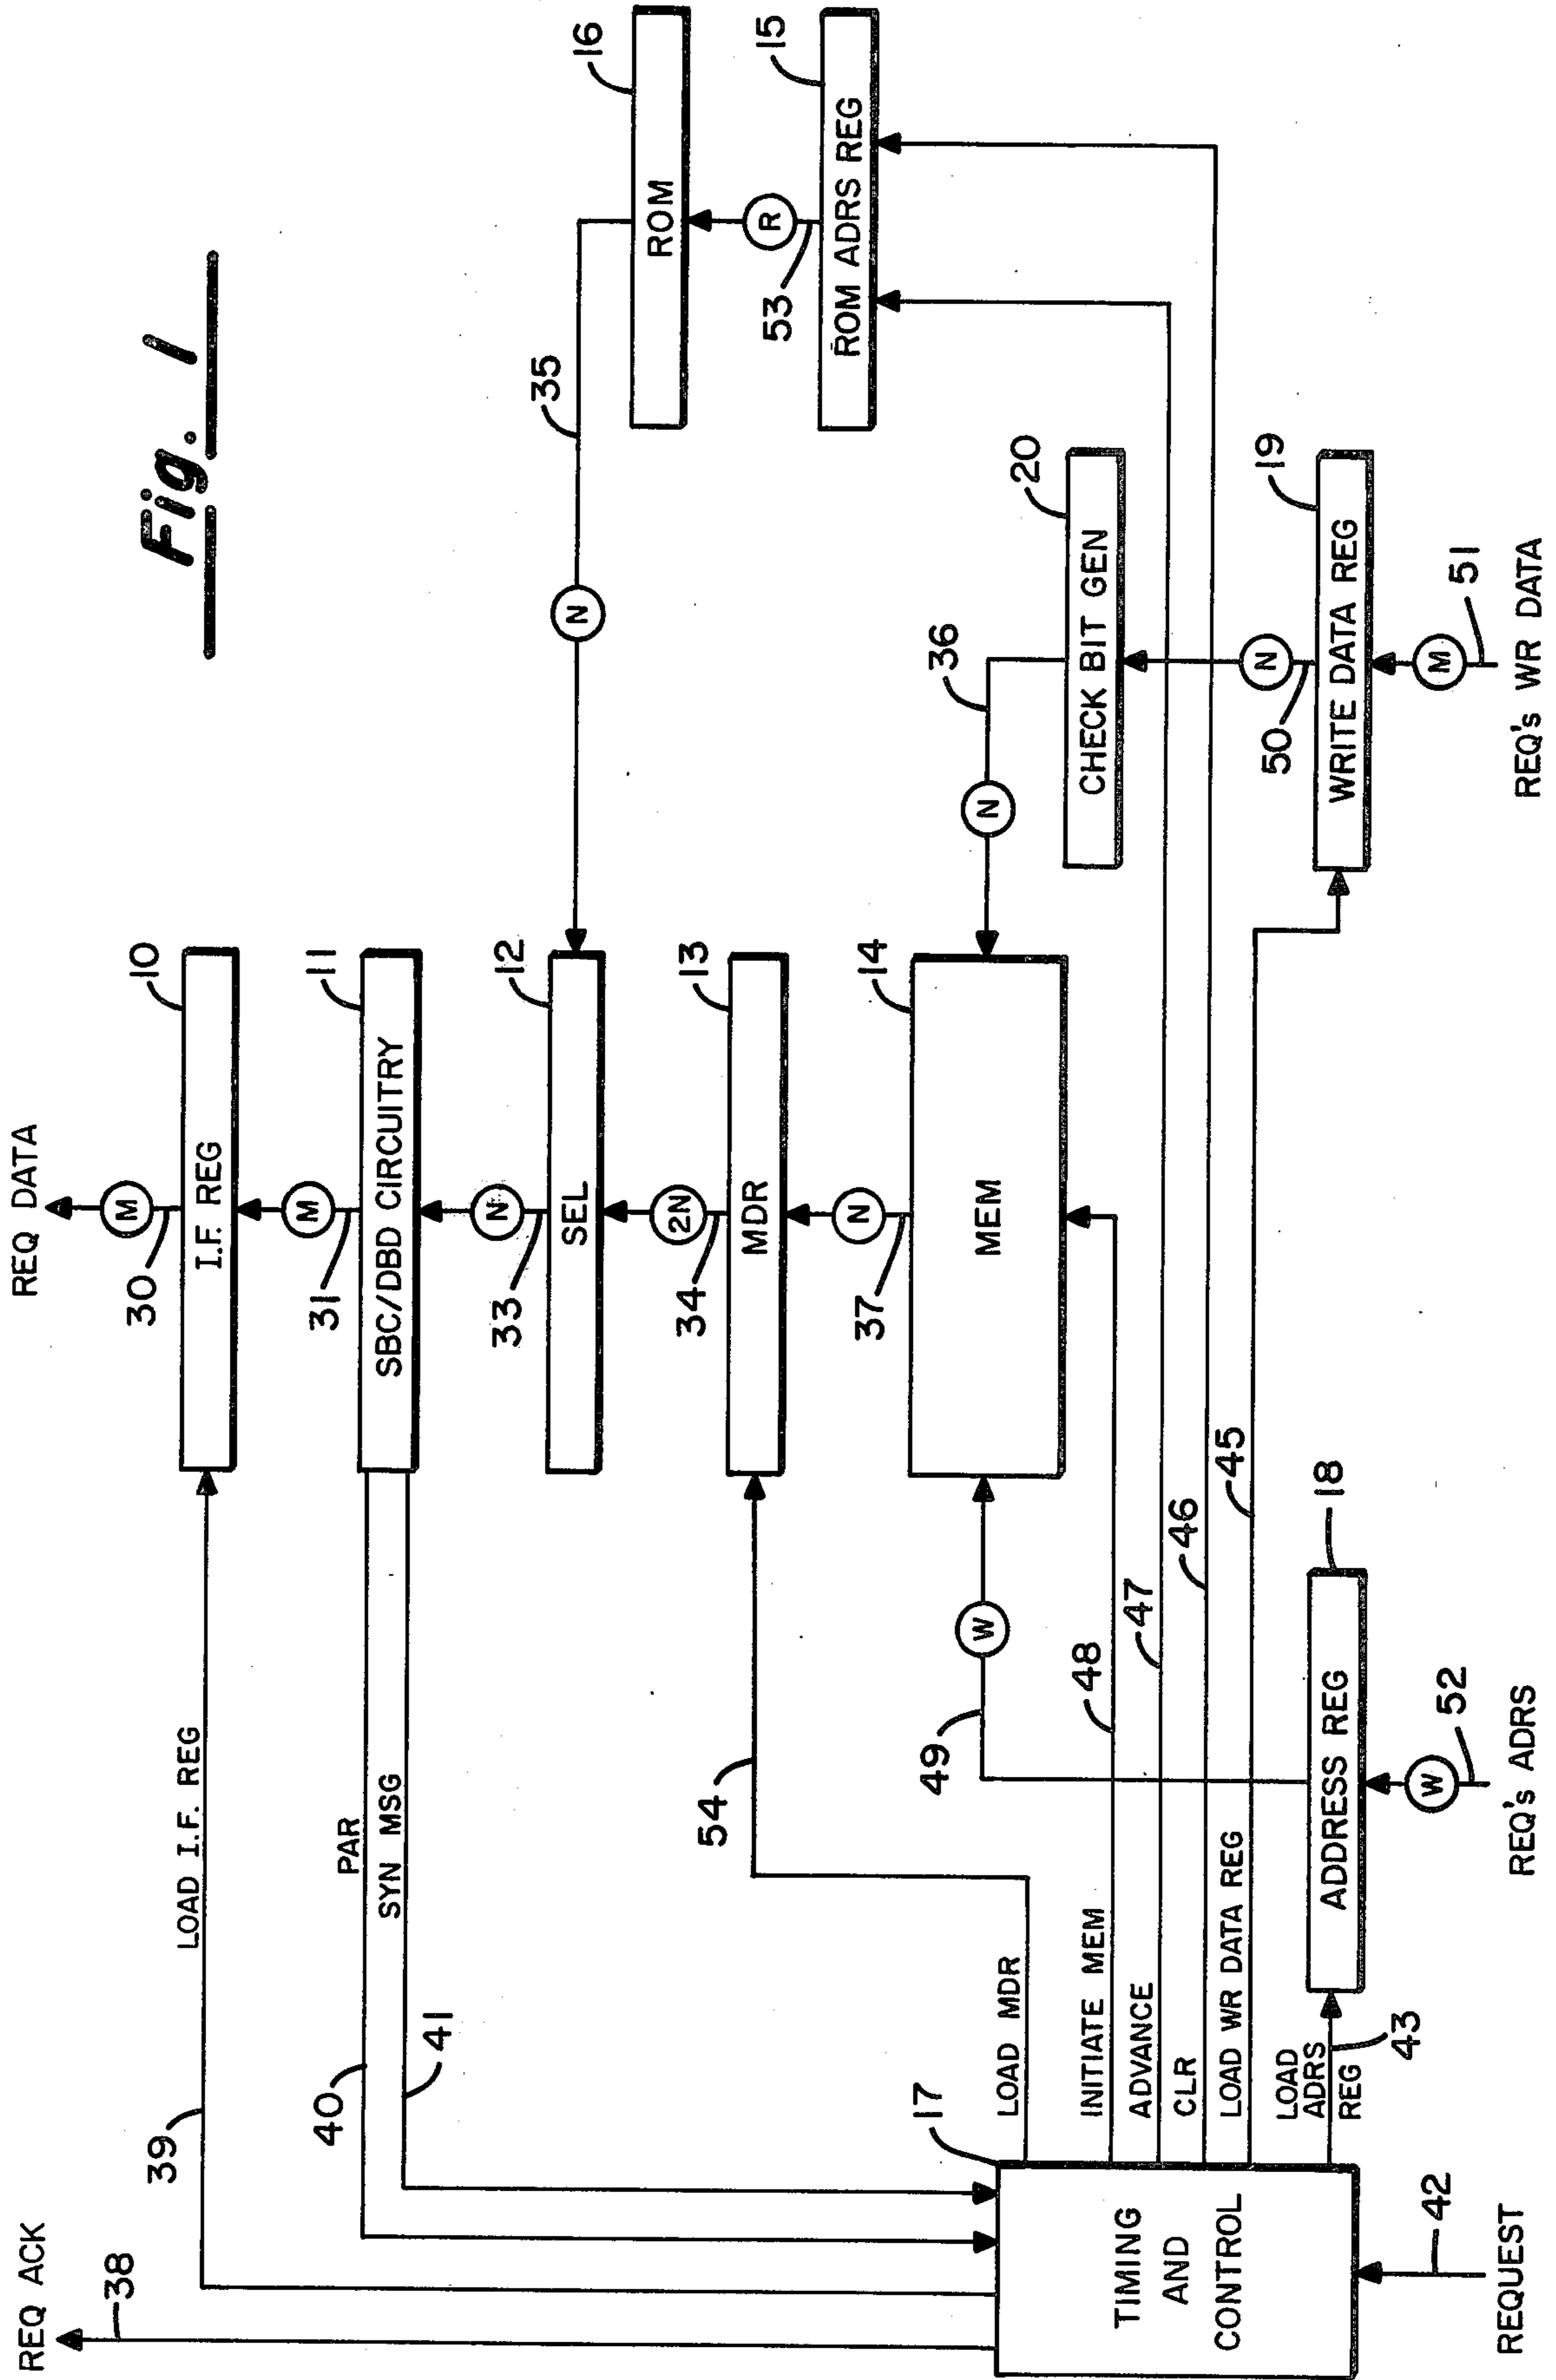 Fig. 1
REQ ACK
38
REQ DATA
30
M
10
I.F. REG
39
LOAD I.F. REG
31
M
11
SBC/DBD CIRCUITRY
40
PAR
SYN MSG
41
33
N
12
SEL
35
N
16
ROM
34
2N
13
MDR
53
R
15
ROM ADRS REG
54
37
N
14
MEM
36
N
20
CHECK BIT GEN
49
W
17
TIMING
AND
CONTROL
LOAD MDR
INITIATE MEM
48
ADVANCE
47
CLR
46
LOAD WR DATA REG
45
LOAD
ADRS
REG
43
18
ADDRESS REG
50
N
19
WRITE DATA REG
42
REQUEST
W
52
REQ's ADRS
M
51
REQ's WR DATA